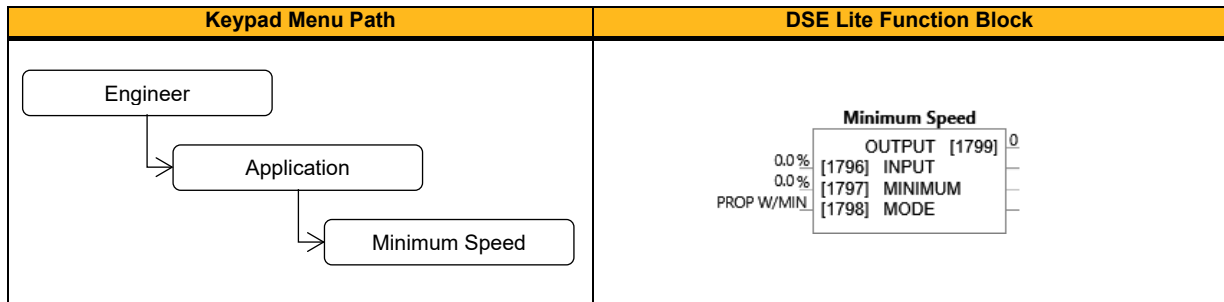 Keypad Menu Path
DSE Lite Function Block
Engineer
Application
Minimum Speed
Minimum Speed
OUTPUT [1799] 0
0.0 % [1796] INPUT
0.0 % [1797] MINIMUM
PROP W/MIN [1798] MODE